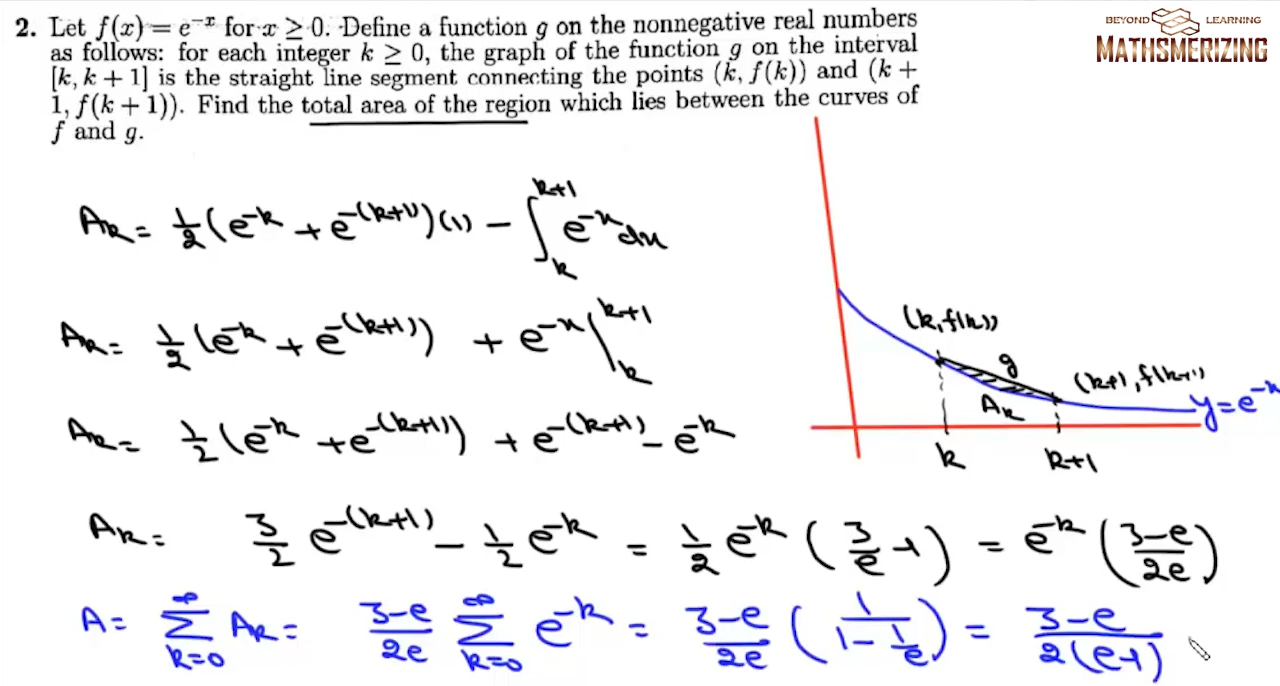 2. Let f(x) = e^{-x} for x ≥ 0. Define a function g on the nonnegative real numbers
as follows: for each integer k ≥ 0, the graph of the function g on the interval
[k, k + 1] is the straight line segment connecting the points (k, f(k)) and (k +
1, f(k + 1)). Find the total area of the region which lies between the curves of
f and g.
BEYOND LEARNING
MATHSMERIZING
A_k = 1/2 (e^{-k} + e^{-(k+1)})(1) − ∫_k^{k+1} e^{-x} dx
A_k = 1/2 (e^{-k} + e^{-(k+1)}) + e^{-x} |_k^{k+1}
A_k = 1/2 (e^{-k} + e^{-(k+1)}) + e^{-(k+1)} − e^{-k}
A_k = 3/2 e^{-(k+1)} − 1/2 e^{-k} = 1/2 e^{-k} (3/e − 1) = e^{-k} (3−e / 2e)
A = ∑_{k=0}^{∞} A_k = 3−e / 2e ∑_{k=0}^{∞} e^{-k} = 3−e / 2e (1 / 1 − 1/e) = 3−e / 2(e−1)
(k, f(k))
g
(k+1, f(k+1))
A_k
y = e^{-x}
k
k+1